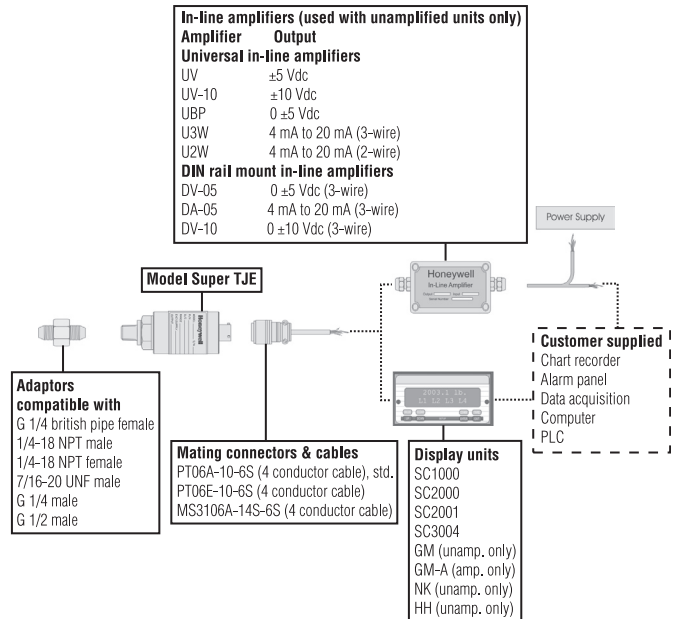 In-line amplifiers (used with unamplified units only)
Amplifier Output
Universal in-line amplifiers
UV ±5 Vdc
UV-10 ±10 Vdc
UBP 0 ±5 Vdc
U3W 4 mA to 20 mA (3-wire)
U2W 4 mA to 20 mA (2-wire)
DIN rail mount in-line amplifiers
DV-05 0 ±5 Vdc (3-wire)
DA-05 4 mA to 20 mA (3-wire)
DV-10 0 ±10 Vdc (3-wire)
Power Supply
Honeywell
In-Line Amplifier
Model Super TJE
Honeywell
Adaptors
compatible with
G 1/4 british pipe female
1/4-18 NPT male
1/4-18 NPT female
7/16-20 UNF male
G 1/4 male
G 1/2 male
Mating connectors & cables
PT06A-10-6S (4 conductor cable), std.
PT06E-10-6S (4 conductor cable)
MS3106A-14S-6S (4 conductor cable)
Display units
SC1000
SC2000
SC2001
SC3004
GM (unamp. only)
GM-A (amp. only)
NK (unamp. only)
HH (unamp. only)
Customer supplied
Chart recorder
Alarm panel
Data acquisition
Computer
PLC